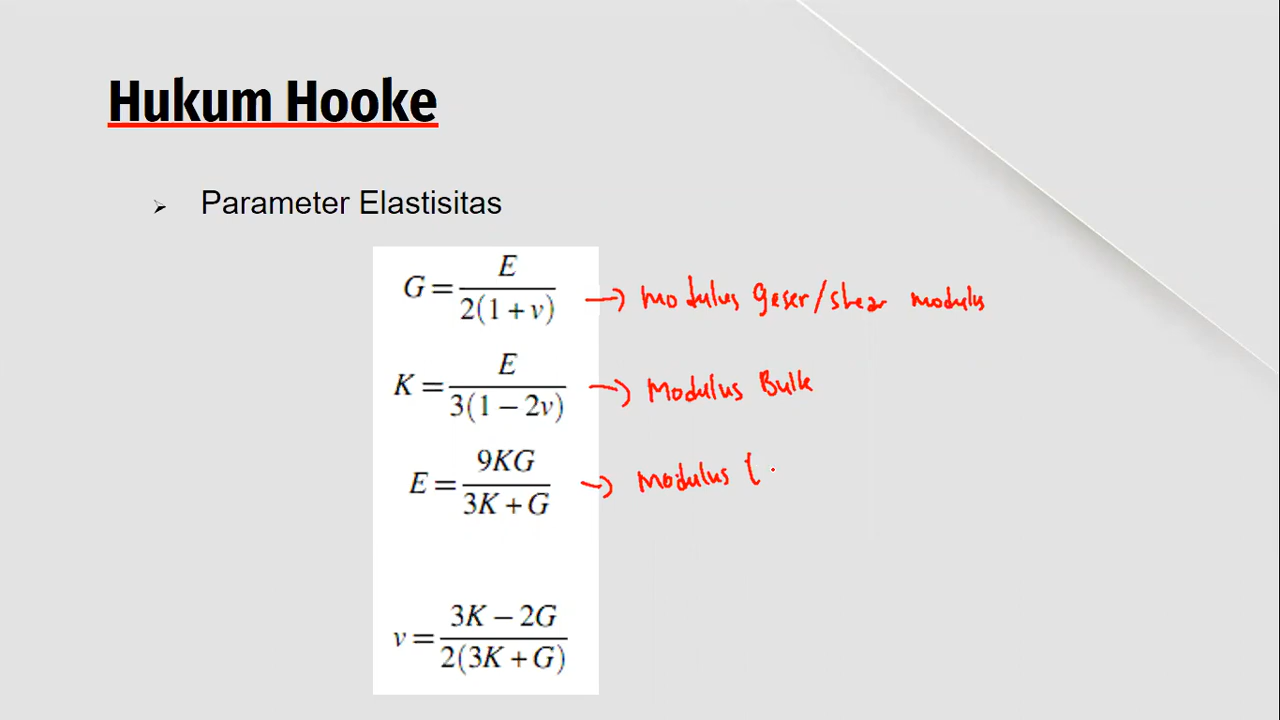 Hukum Hooke
➢ Parameter Elastisitas
G = E / 2(1 + v) → Modulus geser/shear modulus
K = E / 3(1 − 2v) → Modulus Bulk
E = 9KG / 3K + G → Modulus
v = 3K − 2G / 2(3K + G)